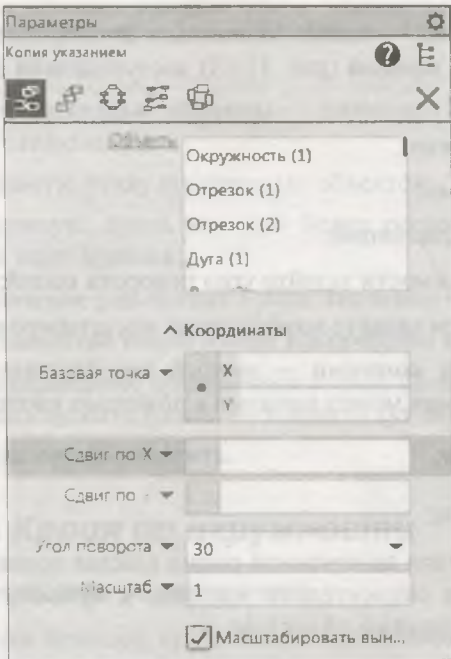 Параметры
Копия указанием
Объекты
Окружность (1)
Отрезок (1)
Отрезок (2)
Дуга (1)
Координаты
Базовая точка
X
Y
Сдвиг по X
Сдвиг по
Угол поворота
30
Масштаб
1
Масштабировать вын...